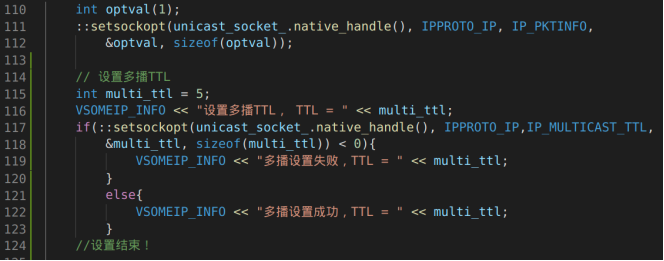 110 int optval(1);
111 ::setsockopt(unicast_socket_.native_handle(), IPPROTO_IP, IP_PKTINFO,
112 &optval, sizeof(optval));
113
114 // 设置多播TTL
115 int multi_ttl = 5;
116 VSOMEIP_INFO << "设置多播TTL， TTL = " << multi_ttl;
117 if(::setsockopt(unicast_socket_.native_handle(), IPPROTO_IP,IP_MULTICAST_TTL,
118 &multi_ttl, sizeof(multi_ttl)) < 0){
119 VSOMEIP_INFO << "多播设置失败，TTL = " << multi_ttl;
120 }
121 else{
122 VSOMEIP_INFO << "多播设置成功，TTL = " << multi_ttl;
123 }
124 //设置结束！